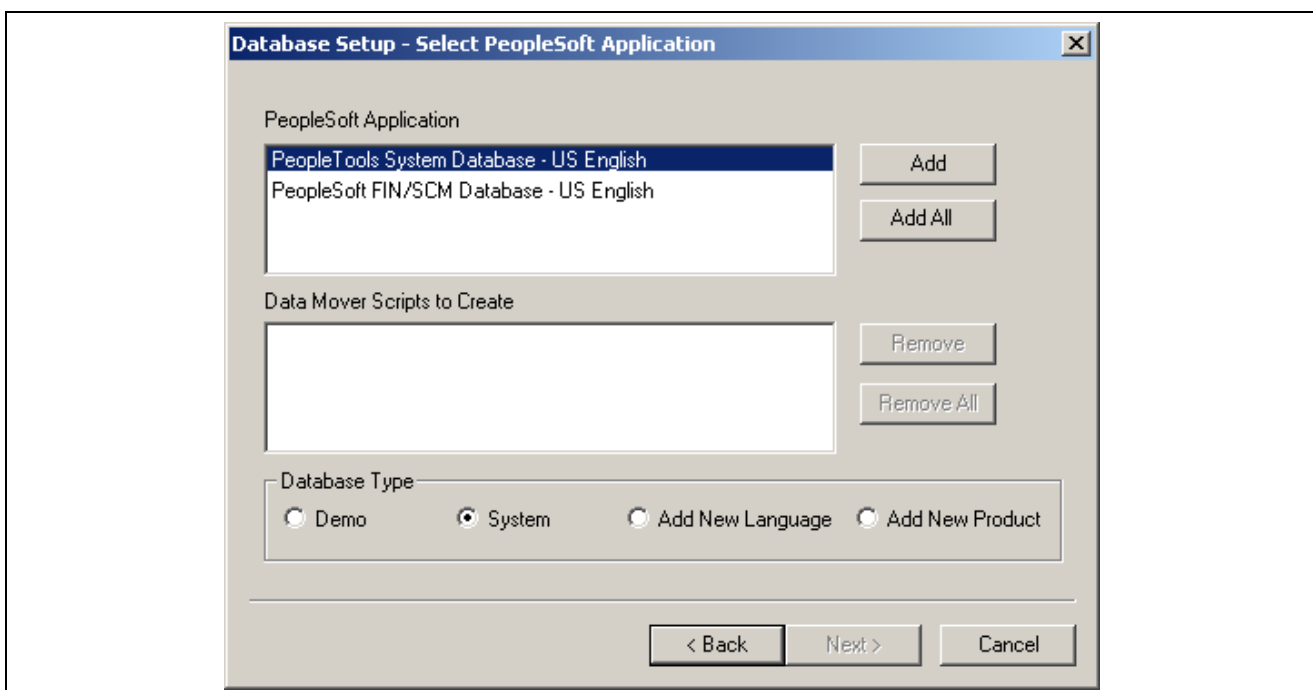 Database Setup - Select PeopleSoft Application
PeopleSoft Application
PeopleTools System Database - US English
PeopleSoft FIN/SCM Database - US English
Add
Add All
Data Mover Scripts to Create
Remove
Remove All
Database Type
Demo System Add New Language Add New Product
< Back Next > Cancel